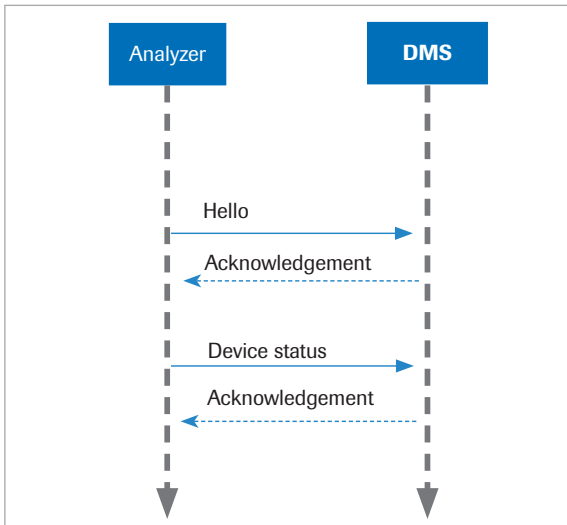 Analyzer
DMS
Hello
Acknowledgement
Device status
Acknowledgement